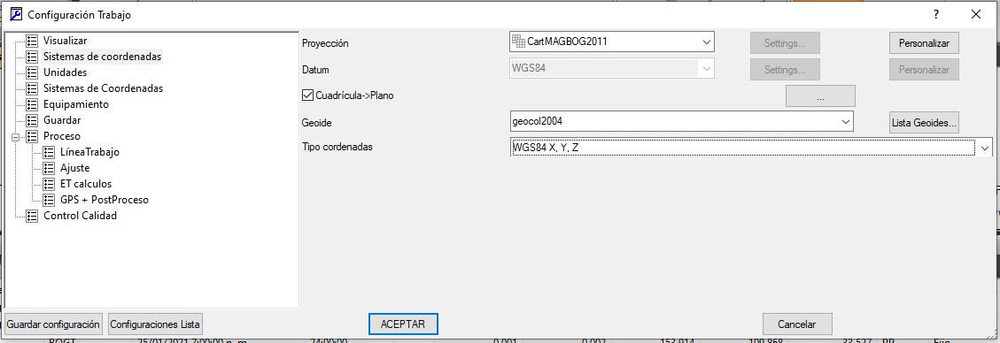 Configuración Trabajo
?
Visualizar
Sistemas de coordenadas
Unidades
Sistemas de Coordenadas
Equipamiento
Guardar
Proceso
LíneaTrabajo
Ajuste
ET calculos
GPS + PostProceso
Control Calidad
Proyección
CartMAGBOG2011
Settings...
Personalizar
Datum
WGS84
Settings...
Personalizar
Cuadrícula->Plano
...
Geoide
geocol2004
Lista Geoides...
Tipo cordenadas
WGS84 X, Y, Z
Guardar configuración
Configuraciones Lista
ACEPTAR
Cancelar